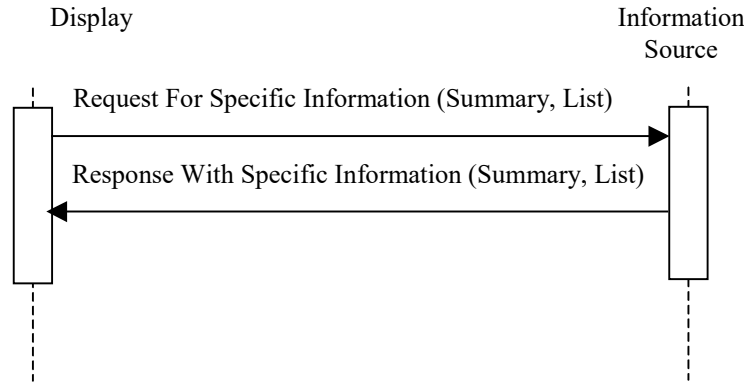 Display
Information
Source
Request For Specific Information (Summary, List)
Response With Specific Information (Summary, List)